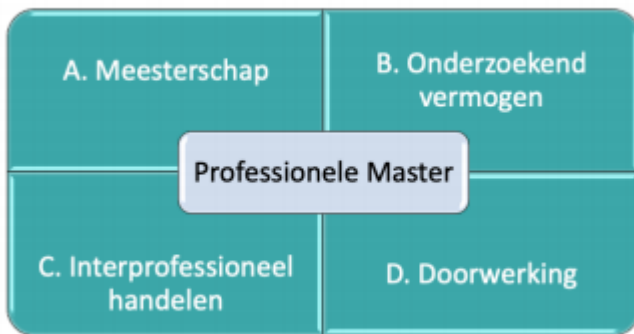 A. Meesterschap
B. Onderzoekend
vermogen
Professionele Master
C. Interprofessioneel
handelen
D. Doorwerking